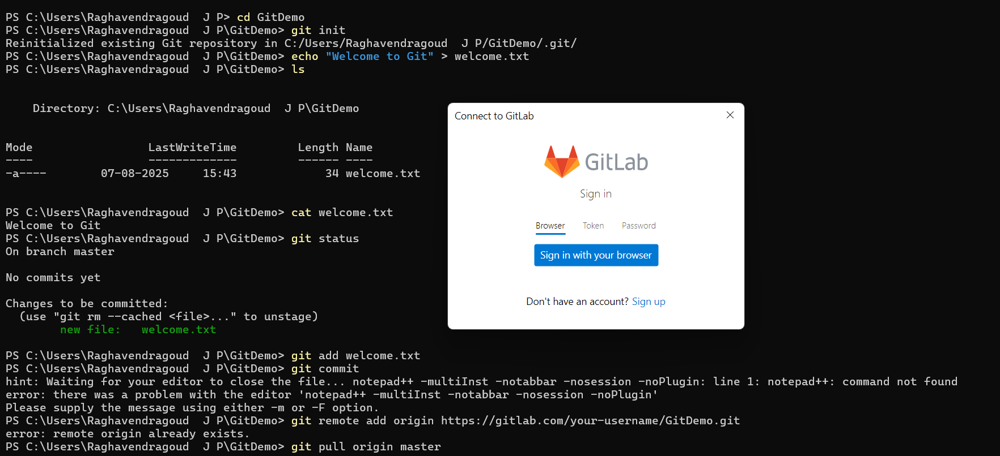 PS C:\Users\Raghavendragoud  J P> cd GitDemo
PS C:\Users\Raghavendragoud  J P\GitDemo> git init
Reinitialized existing Git repository in C:/Users/Raghavendragoud  J P/GitDemo/.git/
PS C:\Users\Raghavendragoud  J P\GitDemo> echo "Welcome to Git" > welcome.txt
PS C:\Users\Raghavendragoud  J P\GitDemo> ls
    Directory: C:\Users\Raghavendragoud  J P\GitDemo
Mode                 LastWriteTime         Length Name
----                 -------------         ------ ----
-a----        07-08-2025     15:43             34 welcome.txt
PS C:\Users\Raghavendragoud  J P\GitDemo> cat welcome.txt
Welcome to Git
PS C:\Users\Raghavendragoud  J P\GitDemo> git status
On branch master
No commits yet
Changes to be committed:
  (use "git rm --cached <file>..." to unstage)
        new file:   welcome.txt
PS C:\Users\Raghavendragoud  J P\GitDemo> git add welcome.txt
PS C:\Users\Raghavendragoud  J P\GitDemo> git commit
hint: Waiting for your editor to close the file... notepad++ -multiInst -notabbar -nosession -noPlugin: line 1: notepad++: command not found
error: there was a problem with the editor 'notepad++ -multiInst -notabbar -nosession -noPlugin'
Please supply the message using either -m or -F option.
PS C:\Users\Raghavendragoud  J P\GitDemo> git remote add origin https://gitlab.com/your-username/GitDemo.git
error: remote origin already exists.
PS C:\Users\Raghavendragoud  J P\GitDemo> git pull origin master
Connect to GitLab
GitLab
Sign in
Browser Token Password
Sign in with your browser
Don't have an account? Sign up